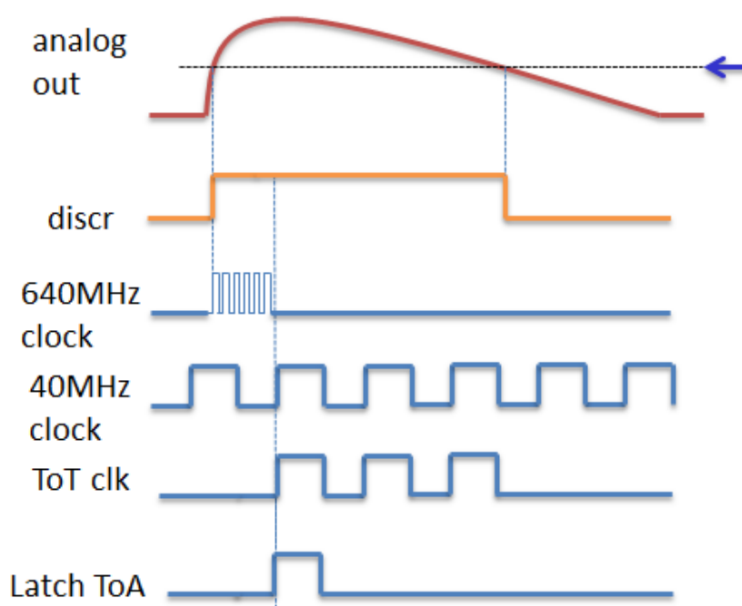 analog
out
discr
640MHz
clock
40MHz
clock
ToT clk
Latch ToA